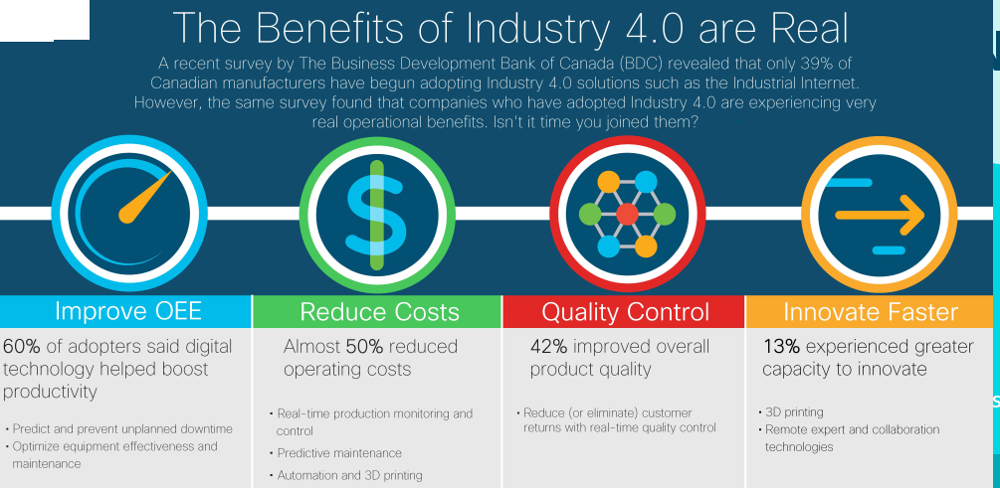 The Benefits of Industry 4.0 are Real
A recent survey by The Business Development Bank of Canada (BDC) revealed that only 39% of
Canadian manufacturers have begun adopting Industry 4.0 solutions such as the Industrial Internet.
However, the same survey found that companies who have adopted Industry 4.0 are experiencing very
real operational benefits. Isn't it time you joined them?
Improve OEE
60% of adopters said digital
technology helped boost
productivity
• Predict and prevent unplanned downtime
• Optimize equipment effectiveness and
maintenance
Reduce Costs
Almost 50% reduced
operating costs
• Real-time production monitoring and
control
• Predictive maintenance
• Automation and 3D printing
Quality Control
42% improved overall
product quality
• Reduce (or eliminate) customer
returns with real-time quality control
Innovate Faster
13% experienced greater
capacity to innovate
• 3D printing
• Remote expert and collaboration
technologies